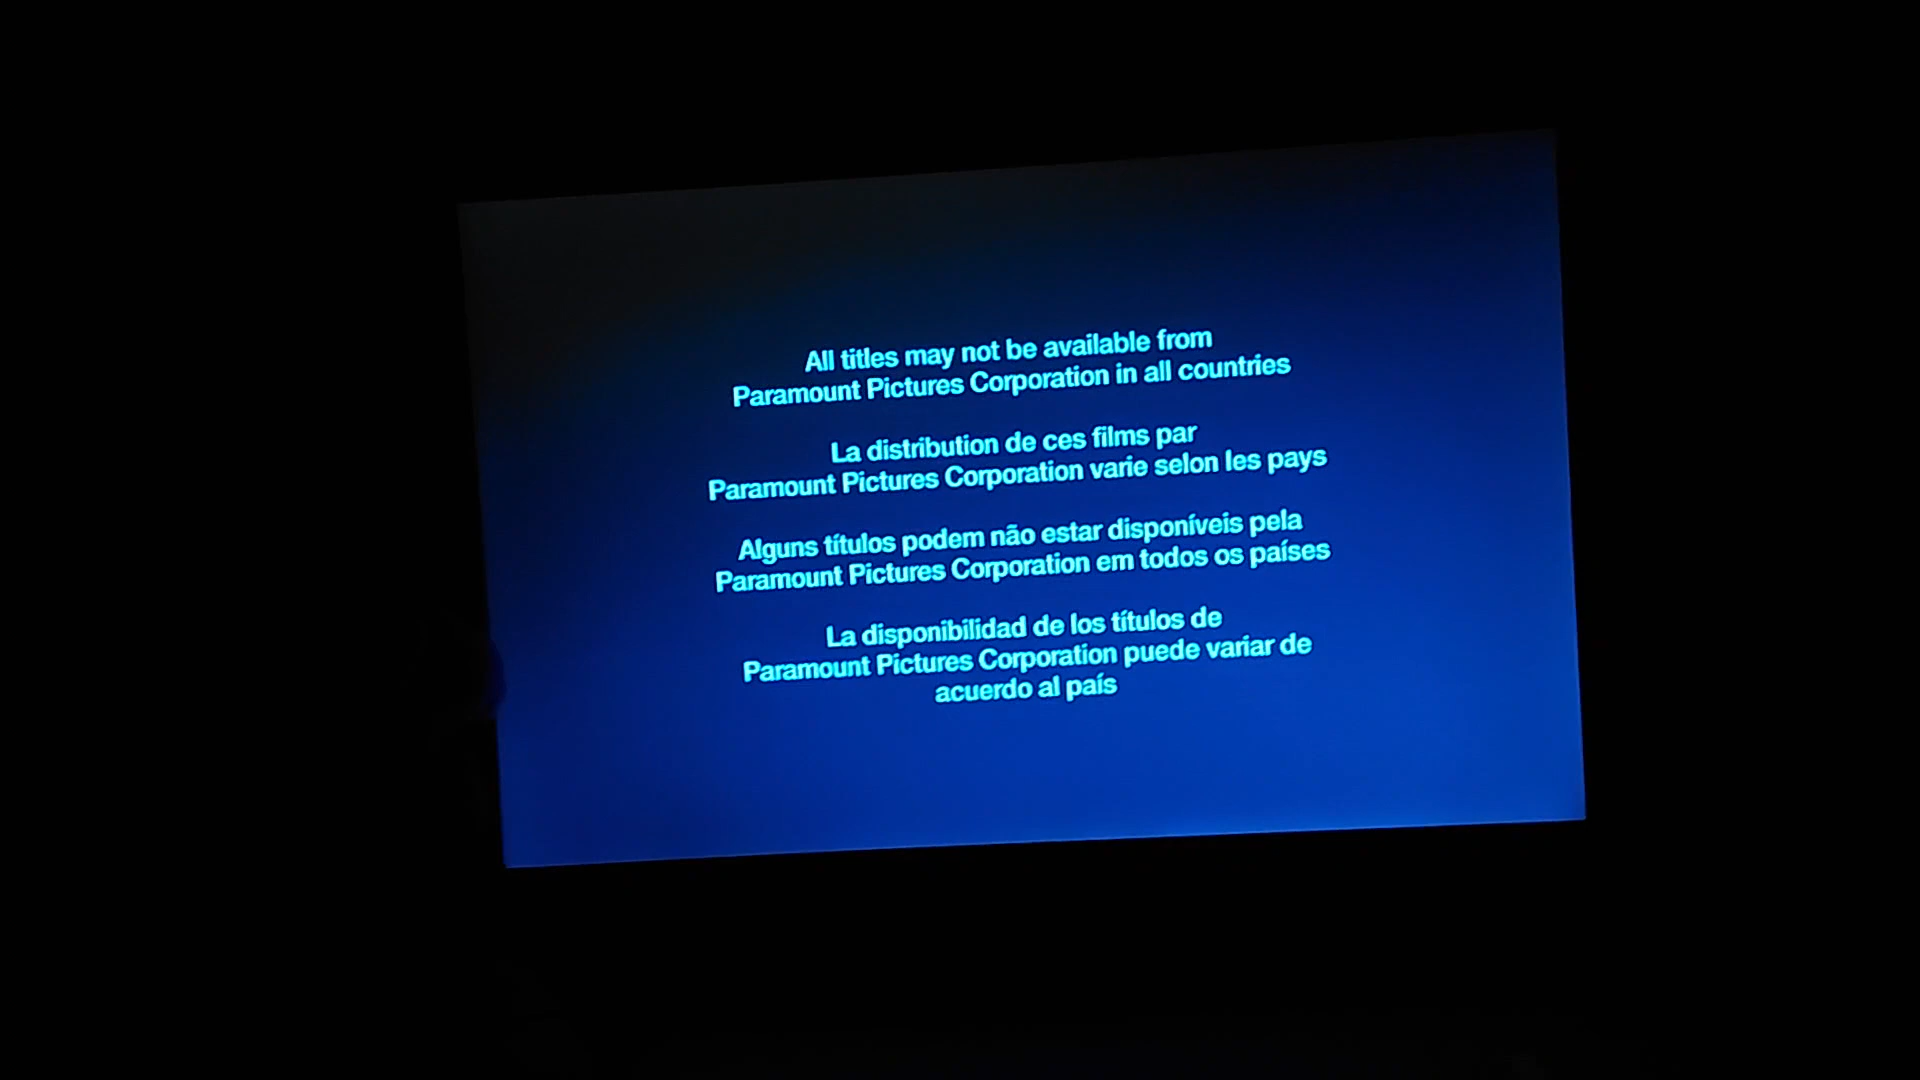 All titles may not be available from
Paramount Pictures Corporation in all countries
La distribution de ces films par
Paramount Pictures Corporation varie selon les pays
Alguns títulos podem não estar disponíveis pela
Paramount Pictures Corporation em todos os países
La disponibilidad de los títulos de
Paramount Pictures Corporation puede variar de
acuerdo al país